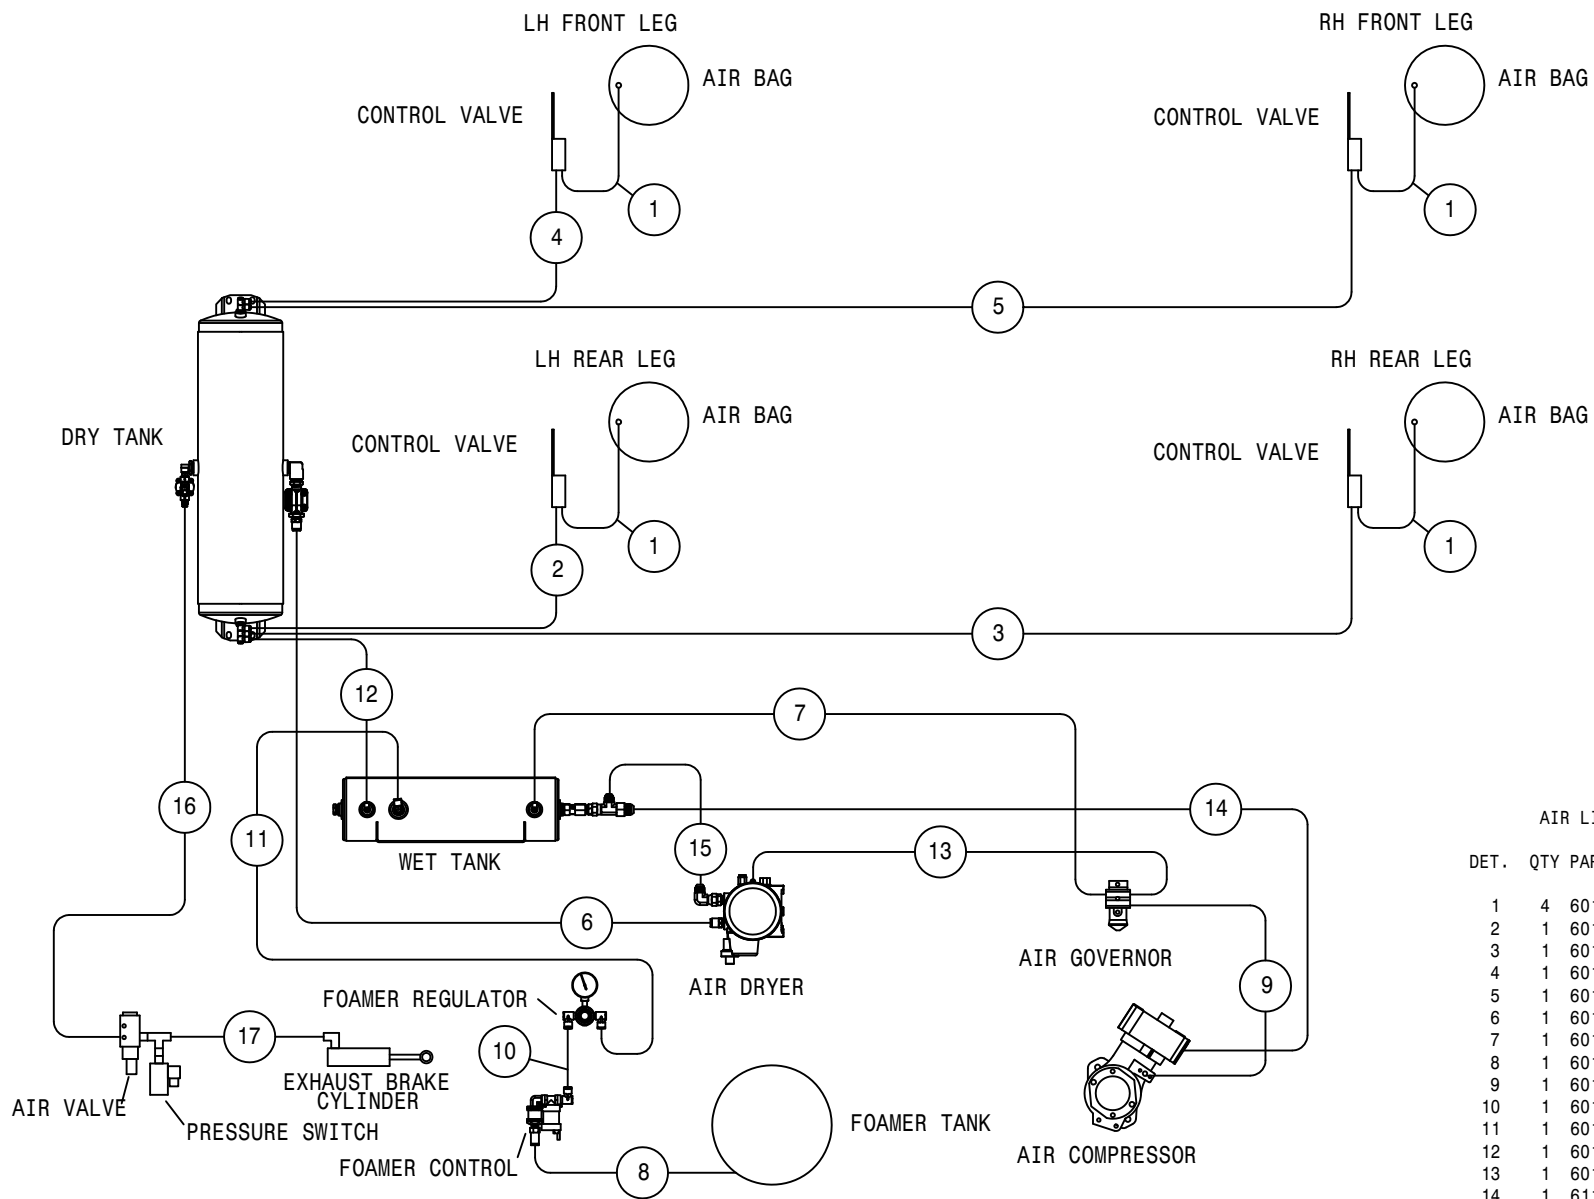 LH FRONT LEG
RH FRONT LEG
AIR BAG
AIR BAG
CONTROL VALVE
CONTROL VALVE
1
1
4
5
LH REAR LEG
RH REAR LEG
AIR BAG
AIR BAG
DRY TANK
CONTROL VALVE
CONTROL VALVE
1
1
2
3
12
7
16
11
14
WET TANK
15
13
6
AIR GOVERNOR
AIR DRYER
9
FOAMER REGULATOR
17
10
EXHAUST BRAKE
CYLINDER
AIR VALVE
PRESSURE SWITCH
FOAMER TANK
FOAMER CONTROL
8
AIR COMPRESSOR
AIR
DET. QTY
1 4
2 1
3 1
4 1
5 1
6 1
7 1
8 1
9 1
10 1
11 1
12 1
13 1
14 1